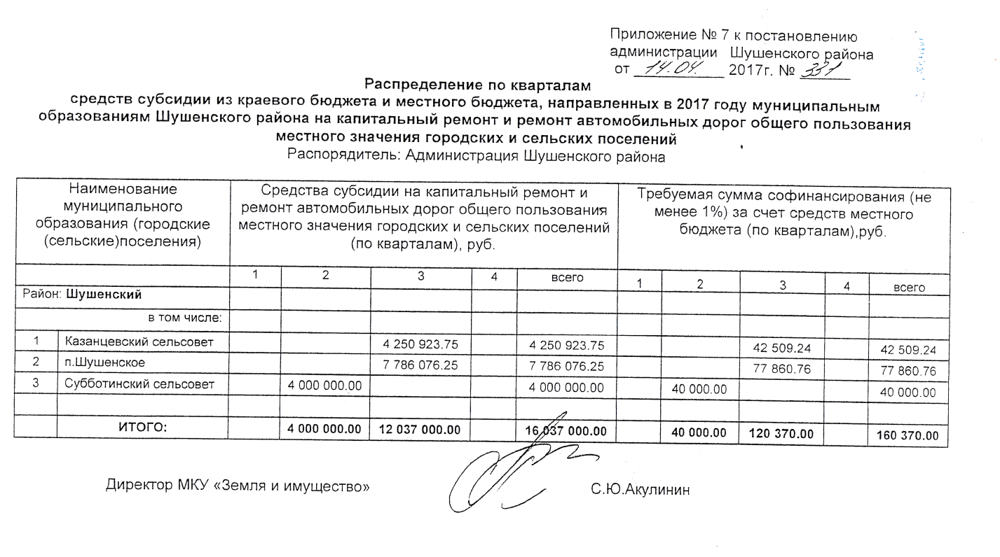 Приложение № 7 к постановлению
администрации Шушенского района
от 14.04. 2017г. № 331
Распределение по кварталам
средств субсидии из краевого бюджета и местного бюджета, направленных в 2017 году муниципальным
образованиям Шушенского района на капитальный ремонт и ремонт автомобильных дорог общего пользования
местного значения городских и сельских поселений
Распорядитель: Администрация Шушенского района
Наименование
муниципального
образования (городские
(сельские)поселения)
Средства субсидии на капитальный ремонт и
ремонт автомобильных дорог общего пользования
местного значения городских и сельских поселений
(по кварталам), руб.
Требуемая сумма софинансирования (не
менее 1%) за счет средств местного
бюджета (по кварталам),руб.
1 2 3 4 всего 1 2 3 4 всего
Район: Шушенский
в том числе:
1 Казанцевский сельсовет 4 250 923.75 4 250 923.75 42 509.24 42 509.24
2 п.Шушенское 7 786 076.25 7 786 076.25 77 860.76 77 860.76
3 Субботинский сельсовет 4 000 000.00 4 000 000.00 40 000.00 40 000.00
ИТОГО: 4 000 000.00 12 037 000.00 16 037 000.00 40 000.00 120 370.00 160 370.00
Директор МКУ «Земля и имущество» С.Ю.Акулинин